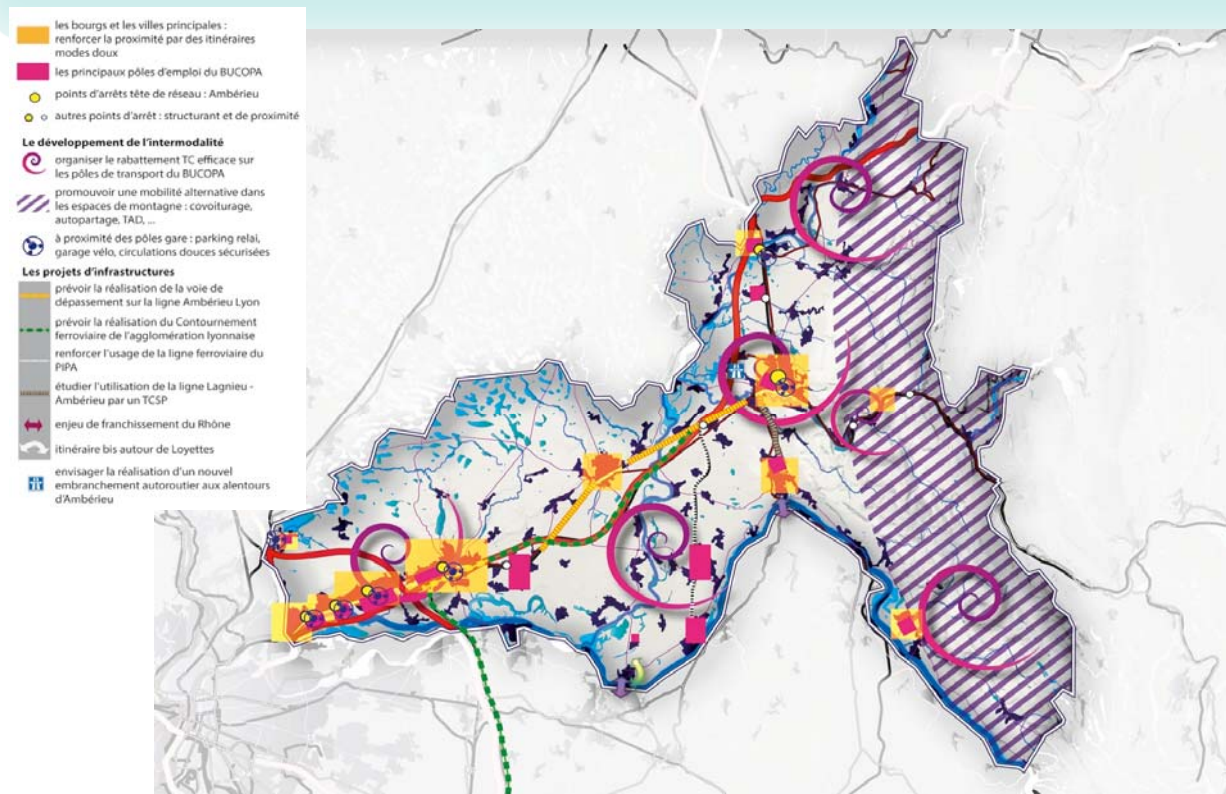 les bourgs et les villes principales :
renforcer la proximité par des itinéraires
modes doux
les principaux pôles d'emploi du BUCOPA
points d'arrêts tête de réseau : Ambérieu
autres points d'arrêt : structurant et de proximité
Le développement de l'intermodalité
organiser le rabattement TC efficace sur
les pôles de transport du BUCOPA
promouvoir une mobilité alternative dans
les espaces de montagne : covoiturage,
autopartage, TAD, ...
à proximité des pôles gare : parking relai,
garage vélo, circulations douces sécurisées
Les projets d'infrastructures
prévoir la réalisation de la voie de
dépassement sur la ligne Ambérieu Lyon
prévoir la réalisation du Contournement
ferroviaire de l'agglomération lyonnaise
renforcer l'usage de la ligne ferroviaire du
PIPA
étudier l'utilisation de la ligne Lagnieu -
Ambérieu par un TCSP
enjeu de franchissement du Rhône
itinéraire bis autour de Loyettes
envisager la réalisation d'un nouvel
embranchement autoroutier aux alentours
d'Ambérieu